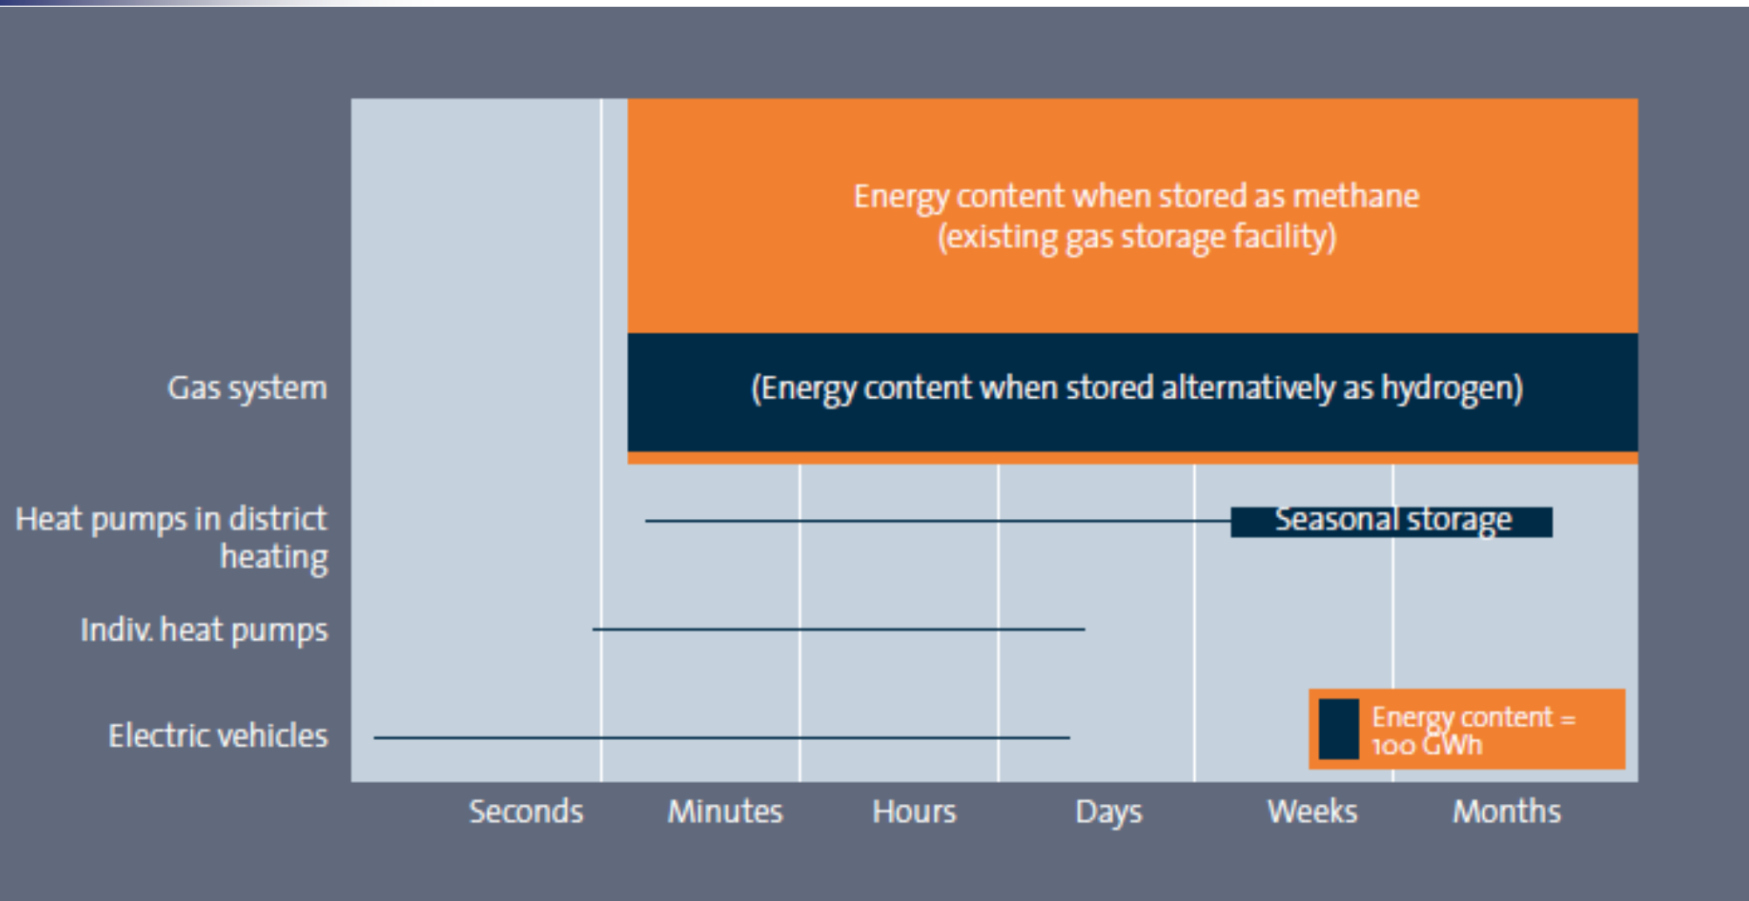 Energy content when stored as methane
(existing gas storage facility)
Gas system
(Energy content when stored alternatively as hydrogen)
Heat pumps in district
heating
Seasonal storage
Indiv. heat pumps
Electric vehicles
Energy content =
100 GWh
Seconds
Minutes
Hours
Days
Weeks
Months